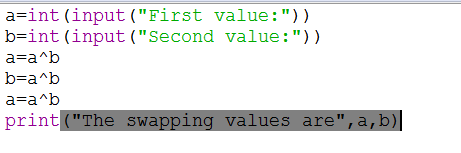 a=int(input("First value:"))
b=int(input("Second value:"))
a=a^b
b=a^b
a=a^b
print("The swapping values are",a,b)